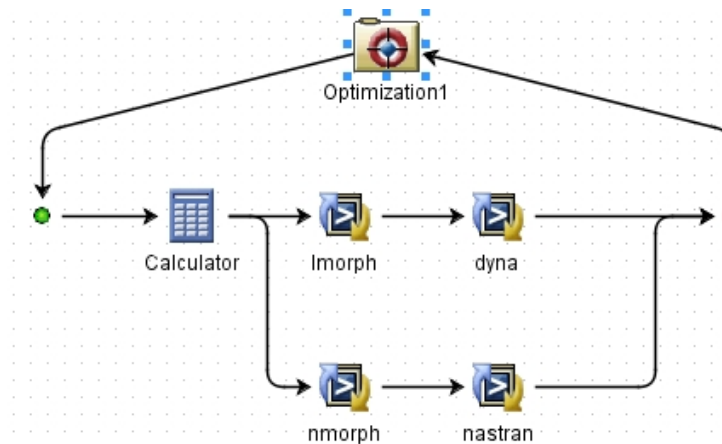 Optimization1
Calculator
lmorph
dyna
nmorph
nastran